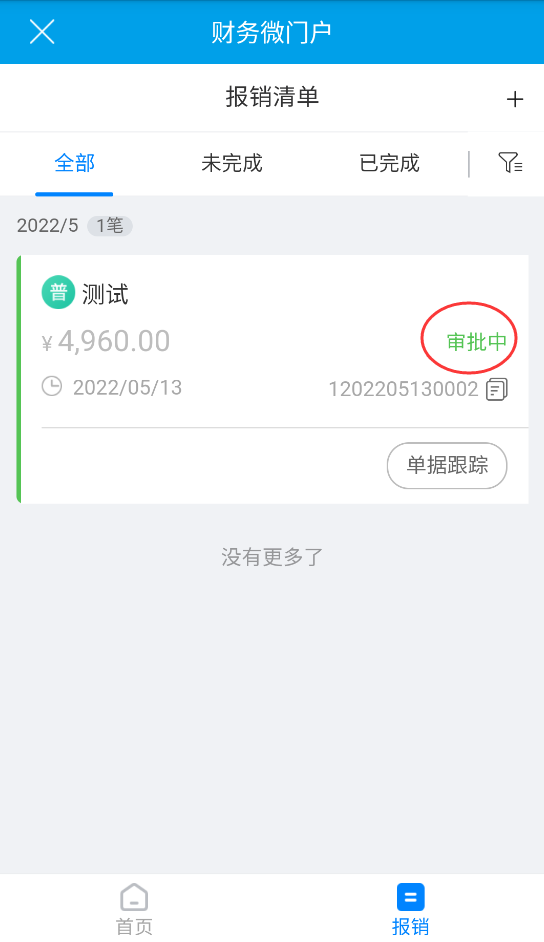 财务微门户
报销清单 +
全部 未完成 已完成
2022/5 1笔
普 测试
¥4,960.00 审批中
2022/05/13 1202205130002
单据跟踪
没有更多了
首页 报销